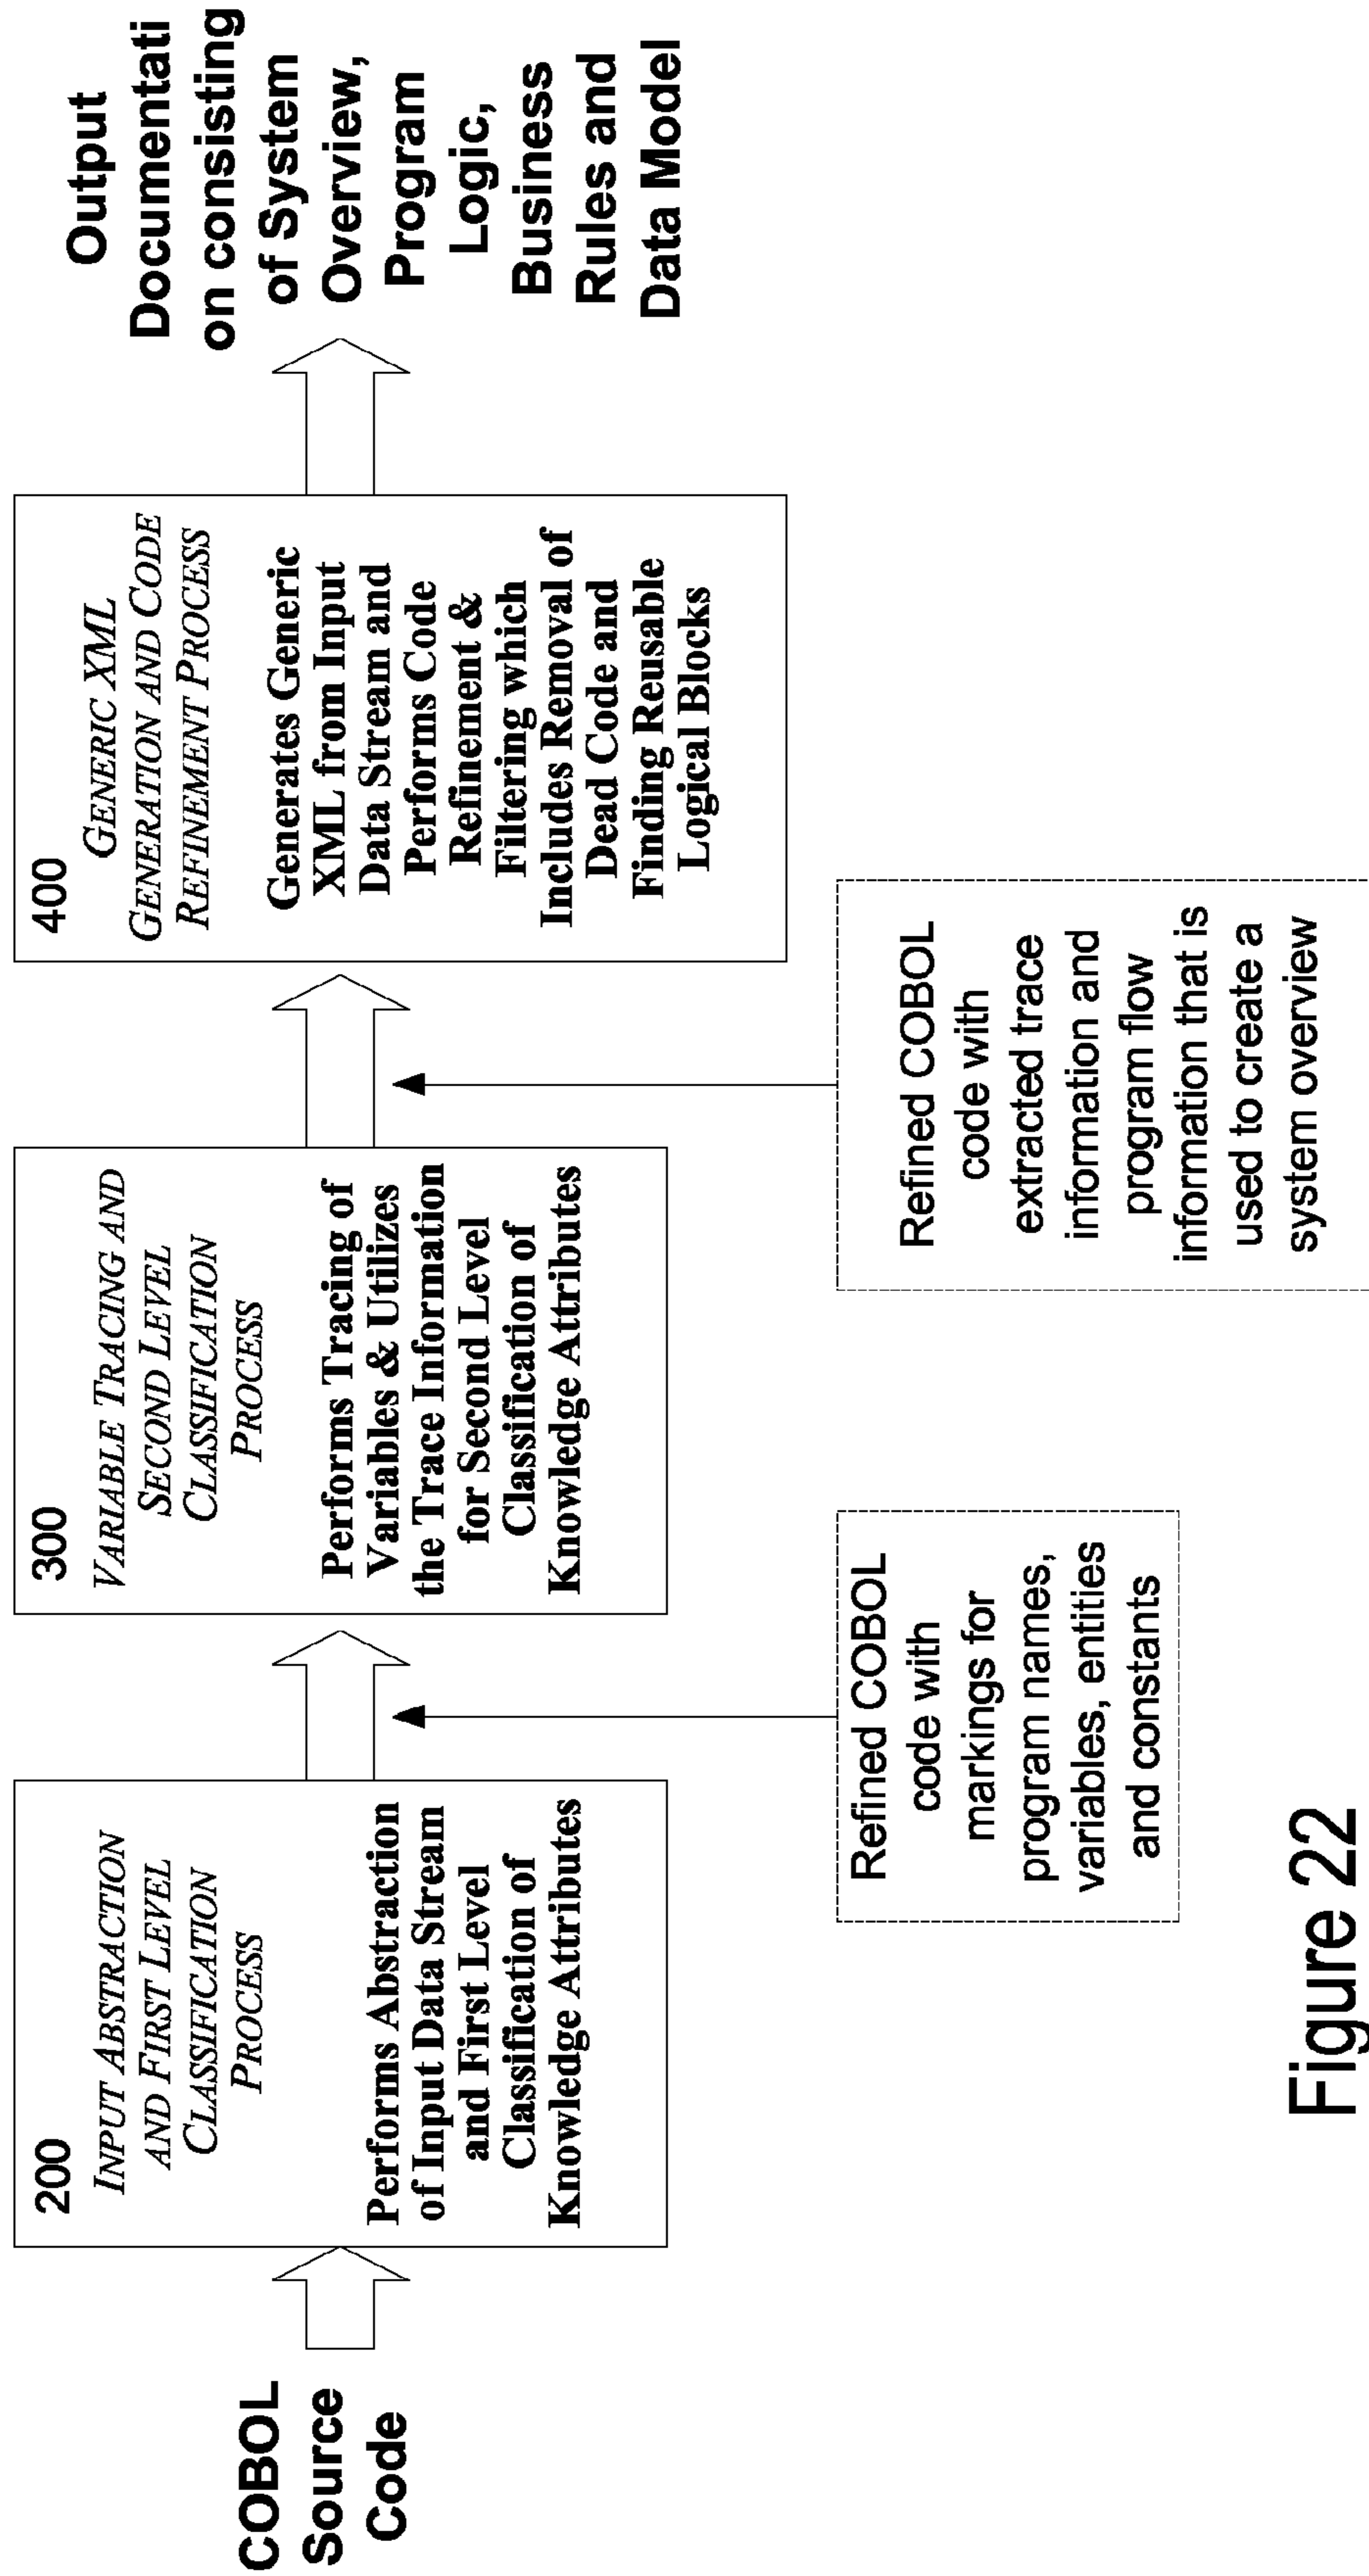 COBOL
Source
Code
200
INPUT ABSTRACTION
AND FIRST LEVEL
CLASSIFICATION
PROCESS
Performs Abstraction
of Input Data Stream
and First Level
Classification of
Knowledge Attributes
300
VARIABLE TRACING AND
SECOND LEVEL
CLASSIFICATION
PROCESS
Performs Tracing of
Variables & Utilizes
the Trace Information
for Second Level
Classification of
Knowledge Attributes
400
GENERIC XML
GENERATION AND CODE
REFINEMENT PROCESS
Generates Generic
XML from Input
Data Stream and
Performs Code
Refinement &
Filtering which
Includes Removal of
Dead Code and
Finding Reusable
Logical Blocks
Output
Documentati
on consisting
of System
Overview,
Program
Logic,
Business
Rules and
Data Model
Refined COBOL
code with
markings for
program names,
variables, entities
and constants
Refined COBOL
code with
extracted trace
information and
program flow
information that is
used to create a
system overview
Figure 22